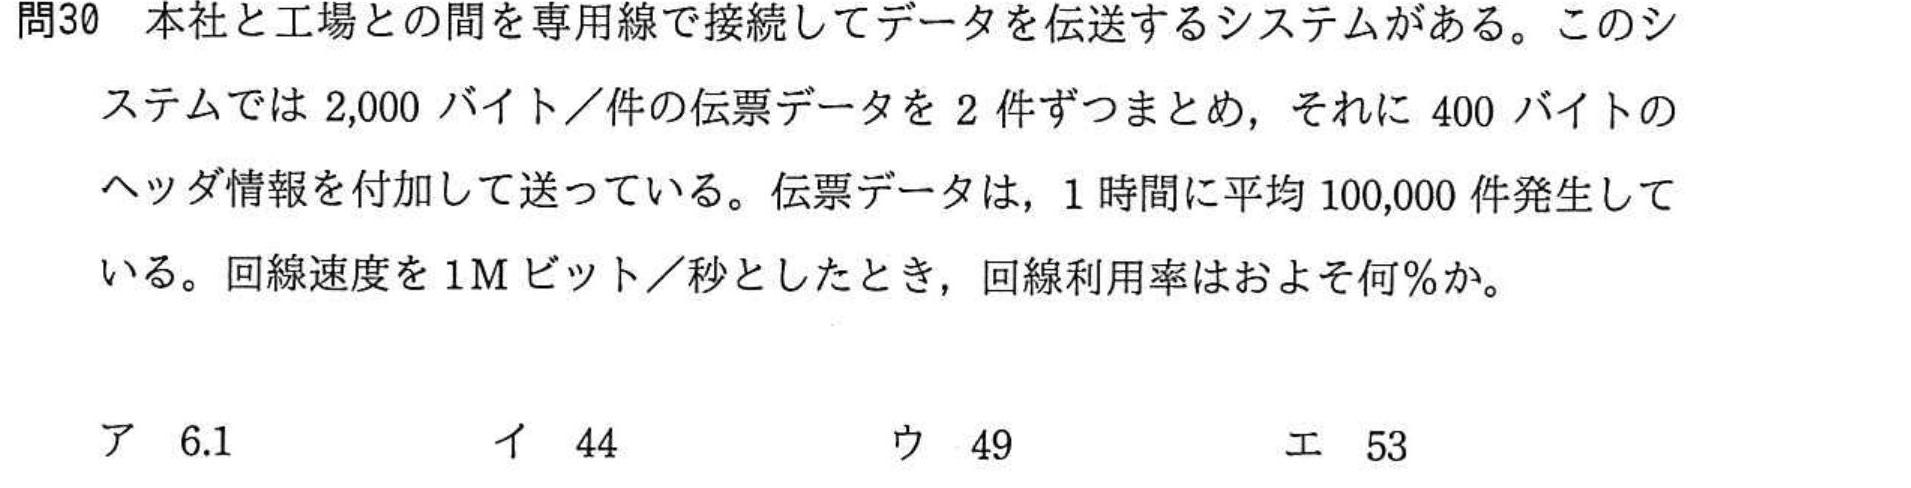 問30　本社と工場との間を専用線で接続してデータを伝送するシステムがある。このシ
ステムでは 2,000 バイト／件の伝票データを 2 件ずつまとめ，それに 400 バイトの
ヘッダ情報を付加して送っている。伝票データは，1 時間に平均 100,000 件発生して
いる。回線速度を 1M ビット／秒としたとき，回線利用率はおよそ何％か。
ア　6.1　イ　44　ウ　49　エ　53